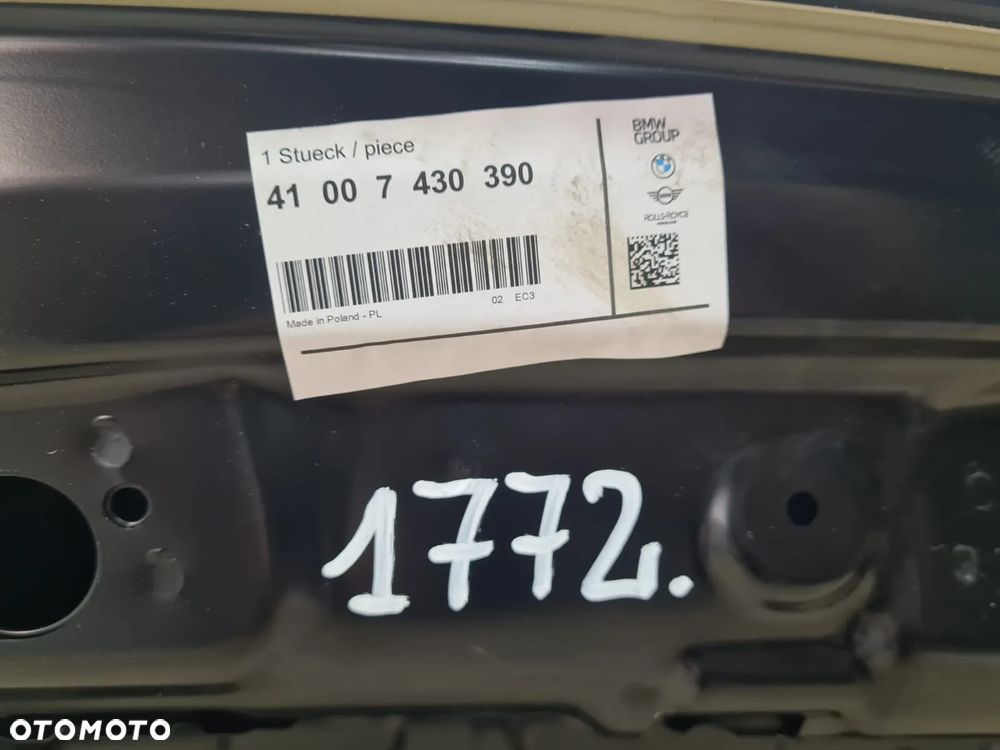 1 Stueck / piece
41 00 7 430 390
02 EC3
Made in Poland - PL
BMW
GROUP
ROLLS-ROYCE
1772.
OTOMOTO